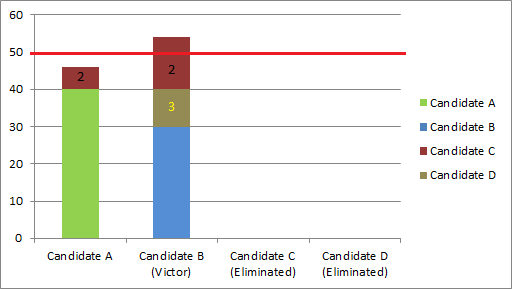 60
50
40
30
20
10
0
2
2
3
Candidate A
Candidate B
(Victor)
Candidate C
(Eliminated)
Candidate D
(Eliminated)
Candidate A
Candidate B
Candidate C
Candidate D